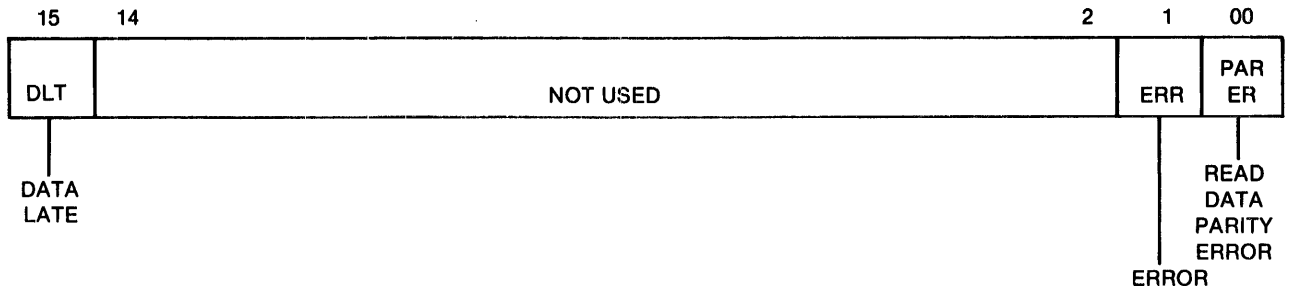 15 14 2 1 00
DLT NOT USED ERR PAR
ER
DATA
LATE
READ
DATA
PARITY
ERROR
ERROR